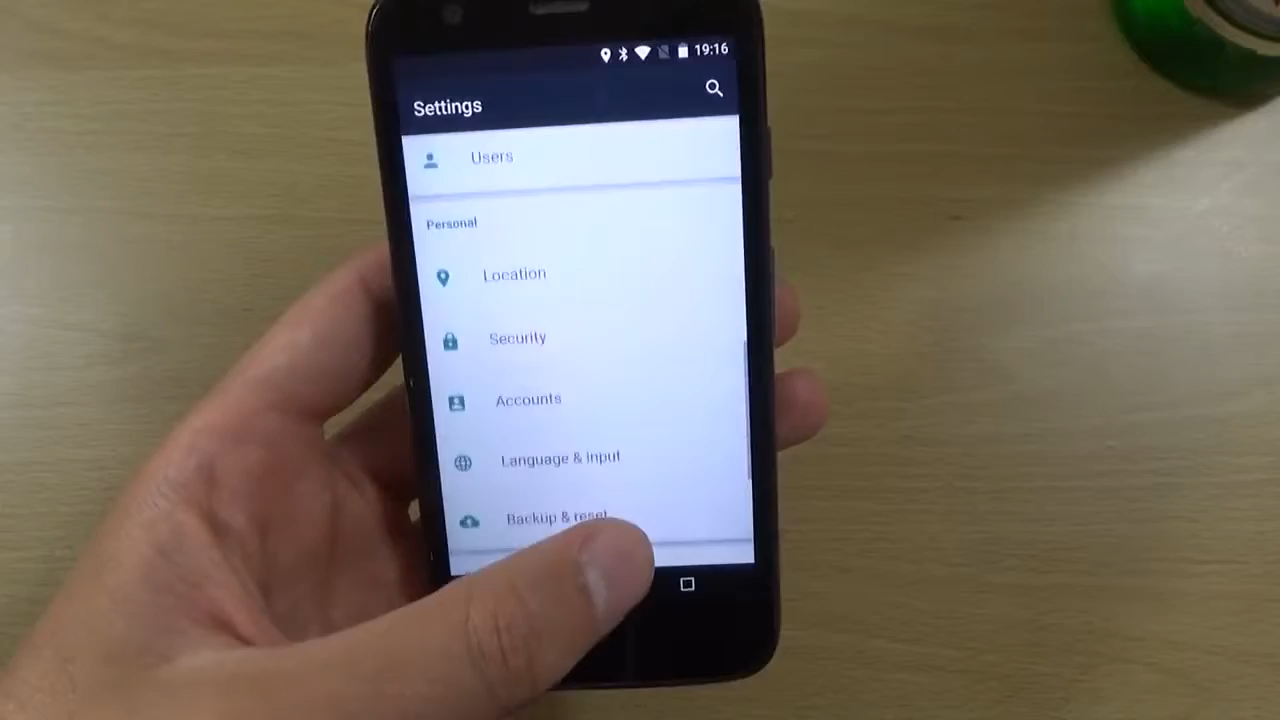 19:16
Settings
Users
Personal
Location
Security
Accounts
Language & input
Backup & reset